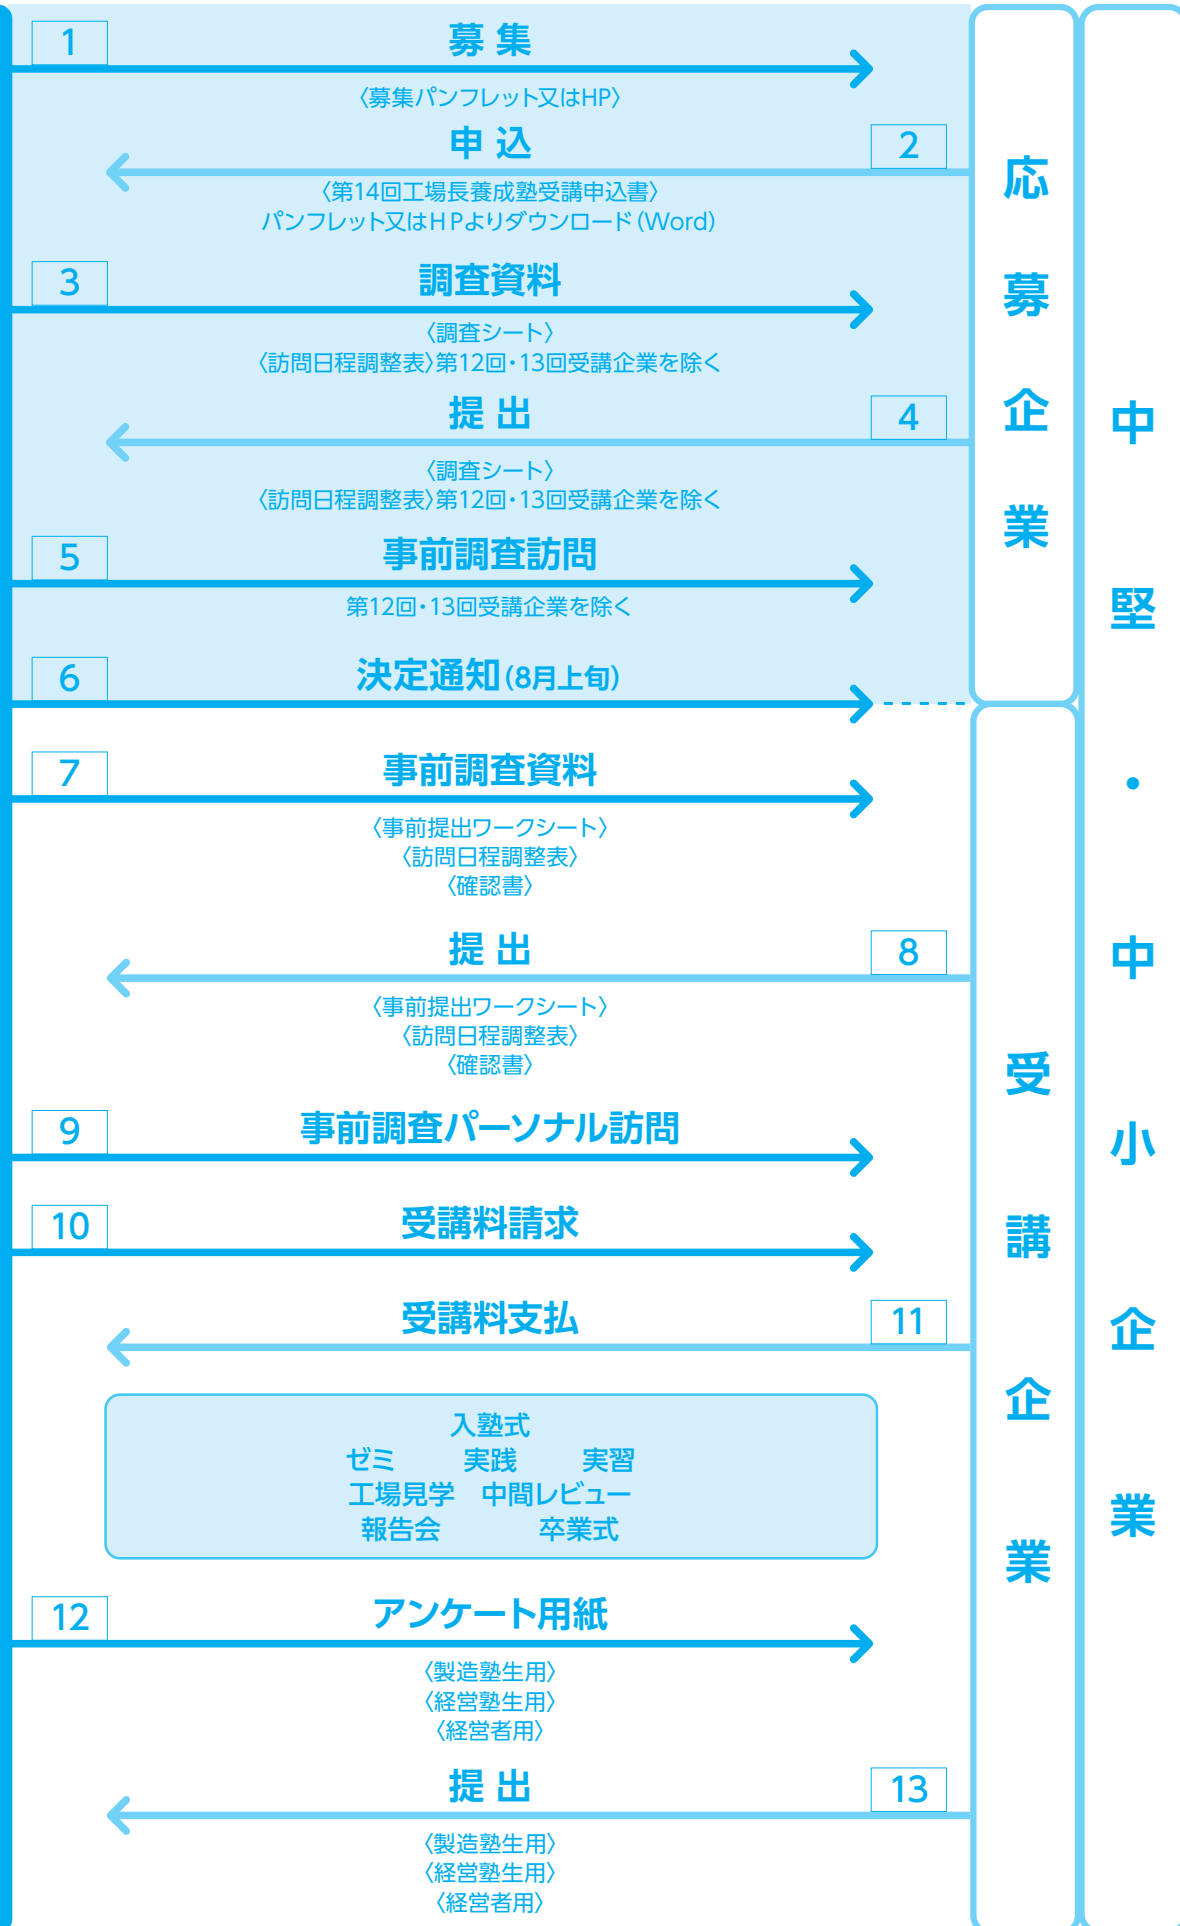 1
募 集
〈募集パンフレット又はHP〉
申 込
2
〈第14回工場長養成塾受講申込書〉
パンフレット又はHPよりダウンロード(Word)
3
調査資料
〈調査シート〉
〈訪問日程調整表〉第12回・13回受講企業を除く
提 出
4
〈調査シート〉
〈訪問日程調整表〉第12回・13回受講企業を除く
5
事前調査訪問
第12回・13回受講企業を除く
6
決定通知(8月上旬)
7
事前調査資料
〈事前提出ワークシート〉
〈訪問日程調整表〉
〈確認書〉
提 出
8
〈事前提出ワークシート〉
〈訪問日程調整表〉
〈確認書〉
9
事前調査パーソナル訪問
10
受講料請求
受講料支払
11
入塾式
ゼミ 実践 実習
工場見学 中間レビュー
報告会 卒業式
12
アンケート用紙
〈製造塾生用〉
〈経営塾生用〉
〈経営者用〉
提 出
13
〈製造塾生用〉
〈経営塾生用〉
〈経営者用〉
応募企業
受講企業
中堅・中小企業